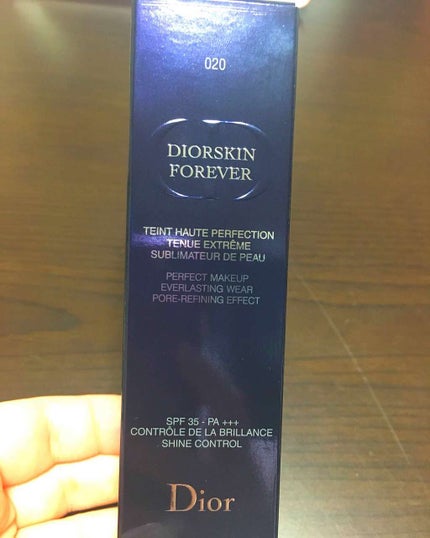 020
DIORSKIN
FOREVER
TEINT HAUTE PERFECTION
TENUE EXTRÊME
SUBLIMATEUR DE PEAU
PERFECT MAKEUP
EVERLASTING WEAR
PORE-REFINING EFFECT
SPF 35 - PA +++
CONTRÔLE DE LA BRILLANCE
SHINE CONTROL
Dior